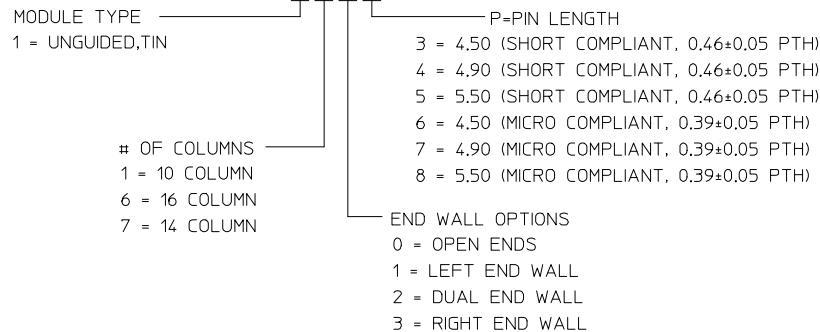 MODULE TYPE
1 = UNGUIDED,TIN
P=PIN LENGTH
3 = 4.50 (SHORT COMPLIANT, 0.46±0.05 PTH)
4 = 4.90 (SHORT COMPLIANT, 0.46±0.05 PTH)
5 = 5.50 (SHORT COMPLIANT, 0.46±0.05 PTH)
6 = 4.50 (MICRO COMPLIANT, 0.39±0.05 PTH)
7 = 4.90 (MICRO COMPLIANT, 0.39±0.05 PTH)
8 = 5.50 (MICRO COMPLIANT, 0.39±0.05 PTH)
# OF COLUMNS
1 = 10 COLUMN
6 = 16 COLUMN
7 = 14 COLUMN
END WALL OPTIONS
0 = OPEN ENDS
1 = LEFT END WALL
2 = DUAL END WALL
3 = RIGHT END WALL